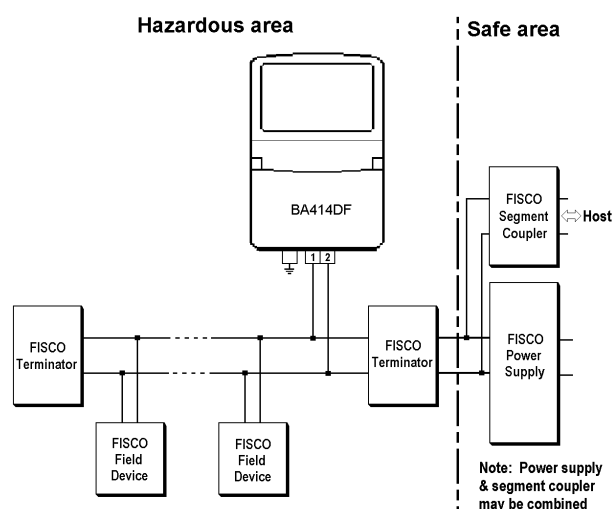 Hazardous area
Safe area
BA414DF
1 2
FISCO
Segment
Coupler
Host
FISCO
Terminator
FISCO
Terminator
FISCO
Power
Supply
FISCO
Field
Device
FISCO
Field
Device
Note: Power supply
& segment coupler
may be combined